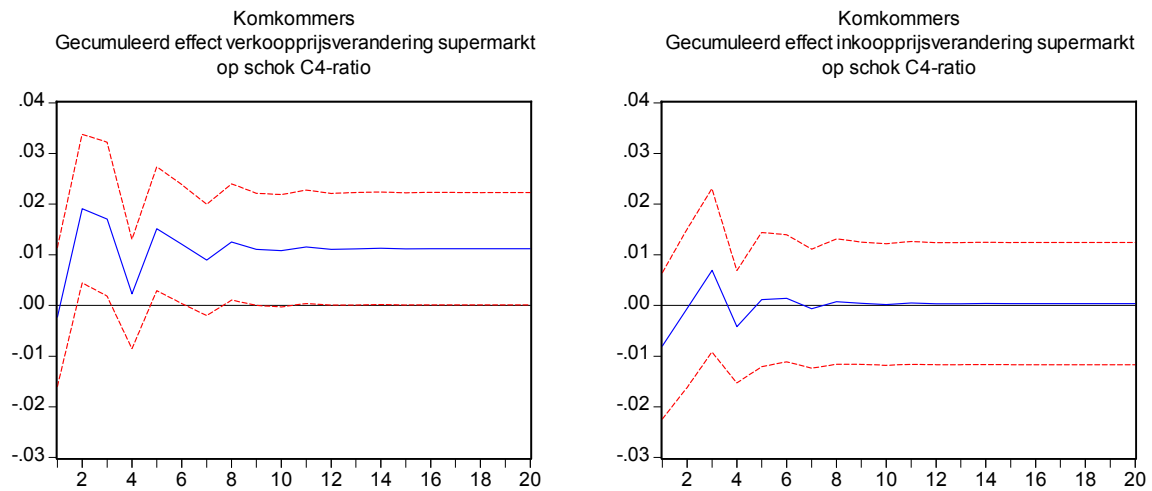 Komkommers
Gecumuleerd effect verkoopprijsverandering supermarkt
op schok C4-ratio
.04
.03
.02
.01
.00
-.01
-.02
-.03
2 4 6 8 10 12 14 16 18 20
Komkommers
Gecumuleerd effect inkoopprijsverandering supermarkt
op schok C4-ratio
.04
.03
.02
.01
.00
-.01
-.02
-.03
2 4 6 8 10 12 14 16 18 20